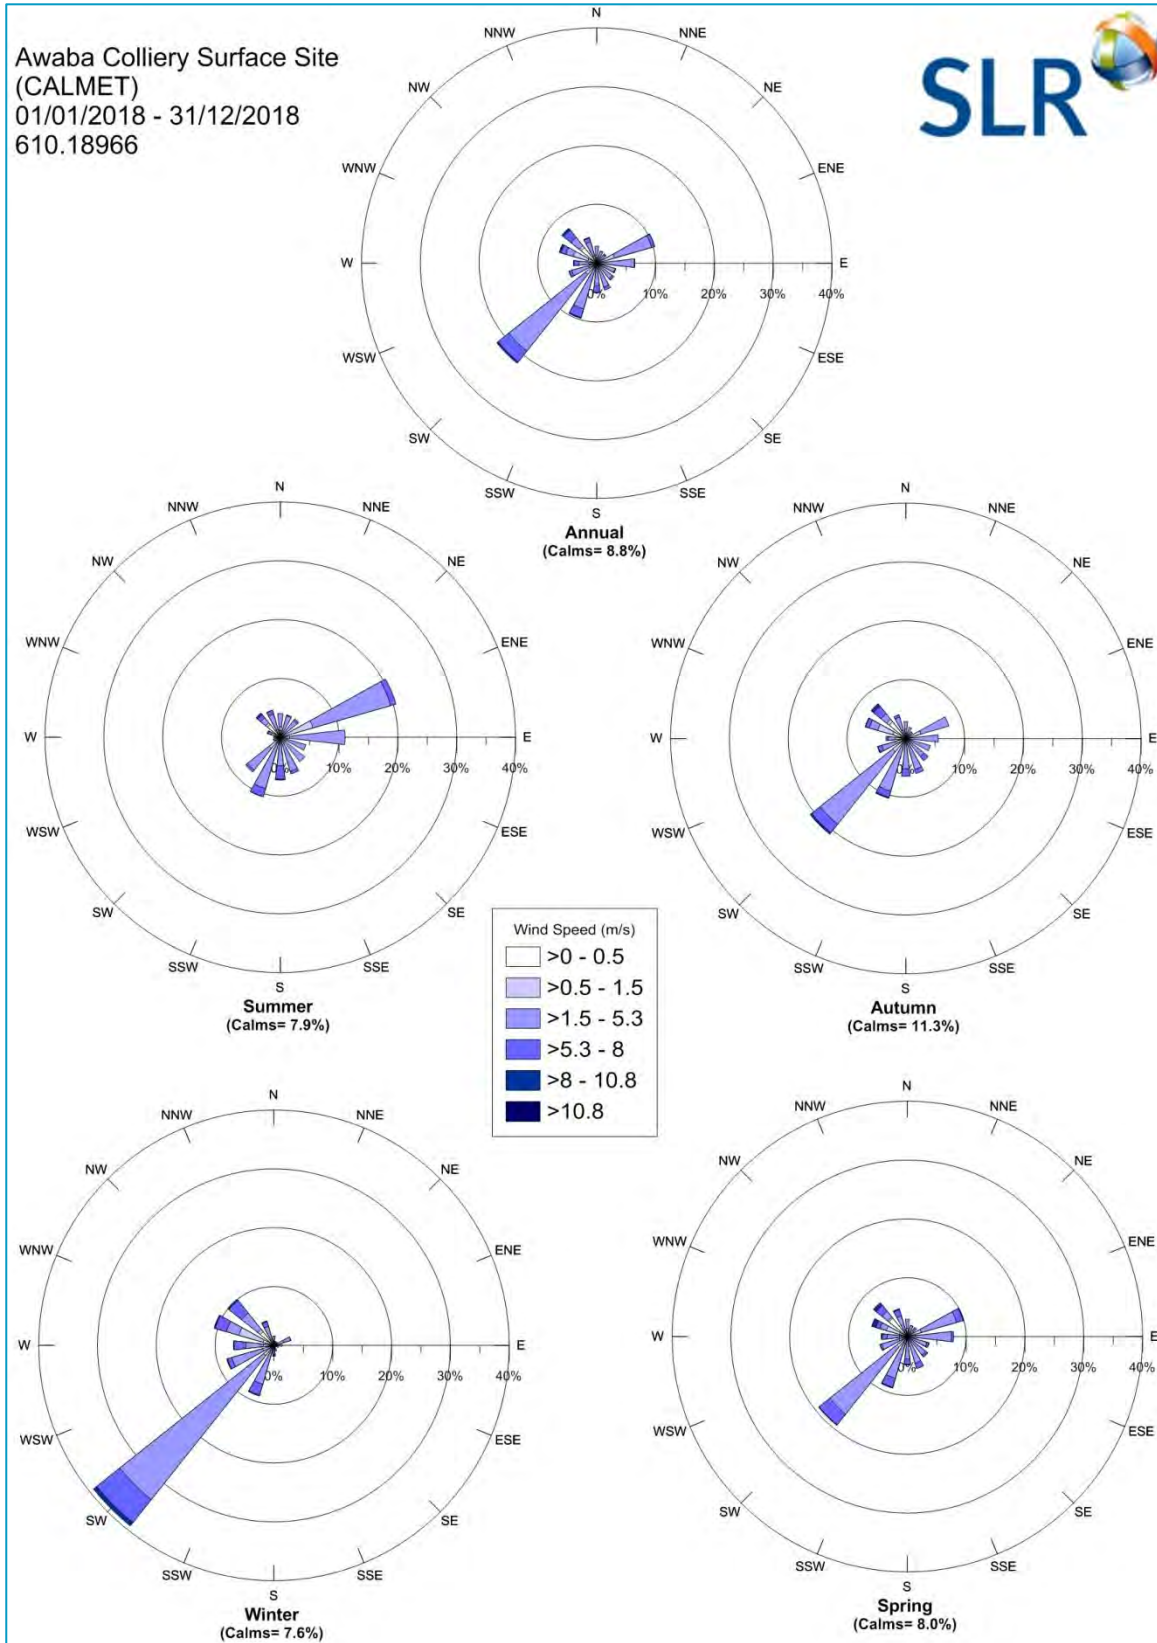 Awaba Colliery Surface Site
(CALMET)
01/01/2018 - 31/12/2018
610.18966
SLR
N
NNW
NNE
NW
NE
WNW
ENE
W
E
0%
10%
20%
30%
40%
WSW
ESE
SW
SE
SSW
SSE
S
Annual
(Calms= 8.8%)
N
NNW
NNE
NW
NE
WNW
ENE
W
E
0%
10%
20%
30%
40%
WSW
ESE
SW
SE
SSW
SSE
S
Summer
(Calms= 7.9%)
N
NNW
NNE
NW
NE
WNW
ENE
W
E
0%
10%
20%
30%
40%
WSW
ESE
SW
SE
SSW
SSE
S
Autumn
(Calms= 11.3%)
Wind Speed (m/s)
>0 - 0.5
>0.5 - 1.5
>1.5 - 5.3
>5.3 - 8
>8 - 10.8
>10.8
N
NNW
NNE
NW
NE
WNW
ENE
W
E
0%
10%
20%
30%
40%
WSW
ESE
SW
SE
SSW
SSE
S
Winter
(Calms= 7.6%)
N
NNW
NNE
NW
NE
WNW
ENE
W
E
0%
10%
20%
30%
40%
WSW
ESE
SW
SE
SSW
SSE
S
Spring
(Calms= 8.0%)